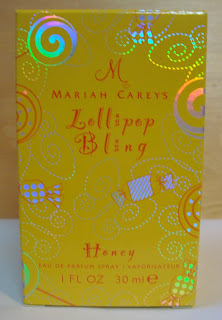 M
MARIAH CAREYS
Lollipop
Bling
Honey
EAU DE PARFUM SPRAY / VAPORISATEUR
1 FL OZ 30 ml ℮